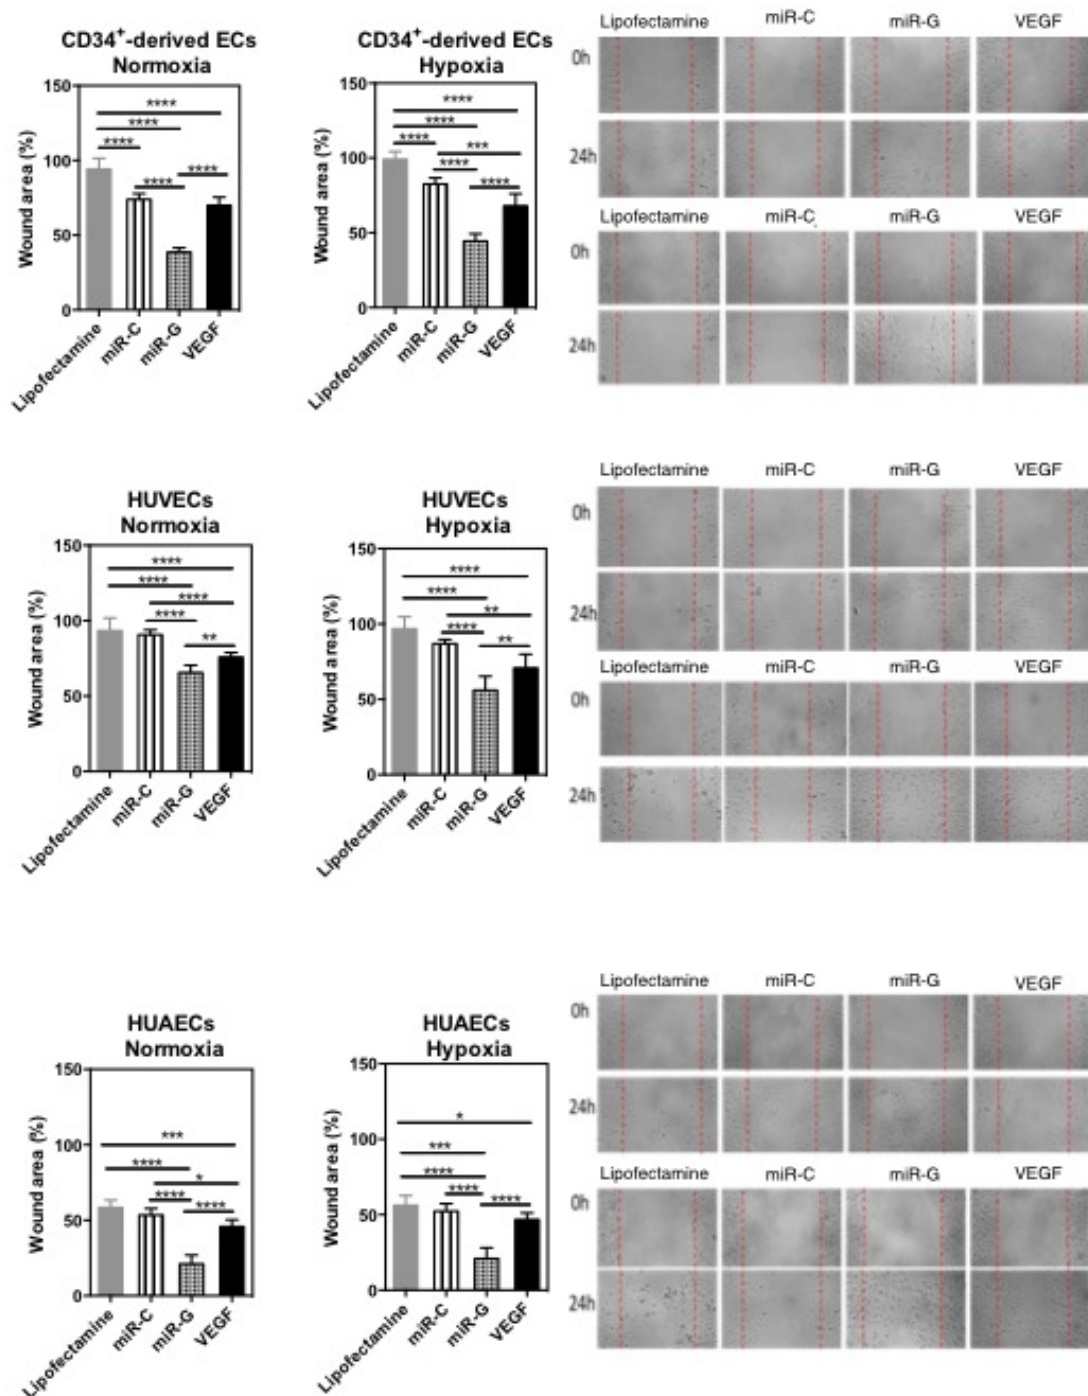 CD34⁺-derived ECs
Normoxia
Wound area (%)
150
100
50
0
****
****
****
****
****
Lipofectamine
miR-C
miR-G
VEGF
CD34⁺-derived ECs
Hypoxia
Wound area (%)
150
100
50
0
****
****
****
***
****
****
Lipofectamine
miR-C
miR-G
VEGF
Lipofectamine miR-C miR-G VEGF
0h
24h
Lipofectamine miR-C miR-G VEGF
0h
24h
HUVECs
Normoxia
Wound area (%)
150
100
50
0
****
****
****
****
**
Lipofectamine
miR-C
miR-G
VEGF
HUVECs
Hypoxia
Wound area (%)
150
100
50
0
****
****
**
****
**
Lipofectamine
miR-C
miR-G
VEGF
Lipofectamine miR-C miR-G VEGF
0h
24h
Lipofectamine miR-C miR-G VEGF
0h
24h
HUAECs
Normoxia
Wound area (%)
150
100
50
0
***
****
*
****
****
Lipofectamine
miR-C
miR-G
VEGF
HUAECs
Hypoxia
Wound area (%)
150
100
50
0
*
***
****
****
****
Lipofectamine
miR-C
miR-G
VEGF
Lipofectamine miR-C miR-G VEGF
0h
24h
Lipofectamine miR-C miR-G VEGF
0h
24h